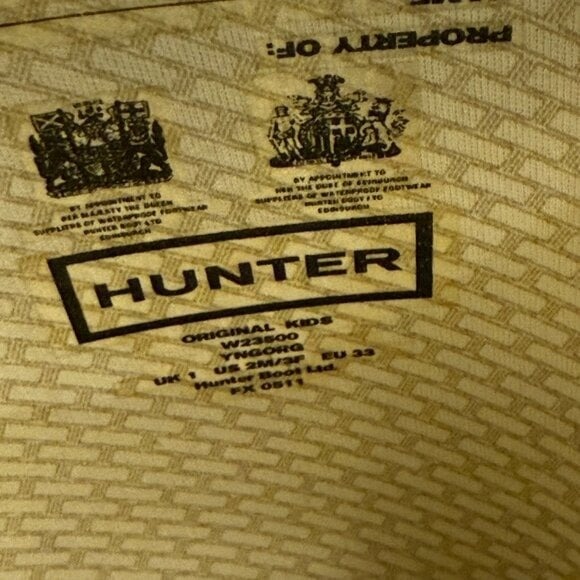 PROPERTY OF:
BY APPOINTMENT TO
HER MAJESTY THE QUEEN
SUPPLIERS OF WATERPROOF FOOTWEAR
HUNTER BOOT LTD
EDINBURGH
BY APPOINTMENT TO
HRH THE DUKE OF EDINBURGH
SUPPLIERS OF WATERPROOF FOOTWEAR
HUNTER BOOT LTD
EDINBURGH
HUNTER
ORIGINAL KIDS
W23500
YNGORG
UK 1 US 2M/3F EU 33
Hunter Boot Ltd.
FX 0511